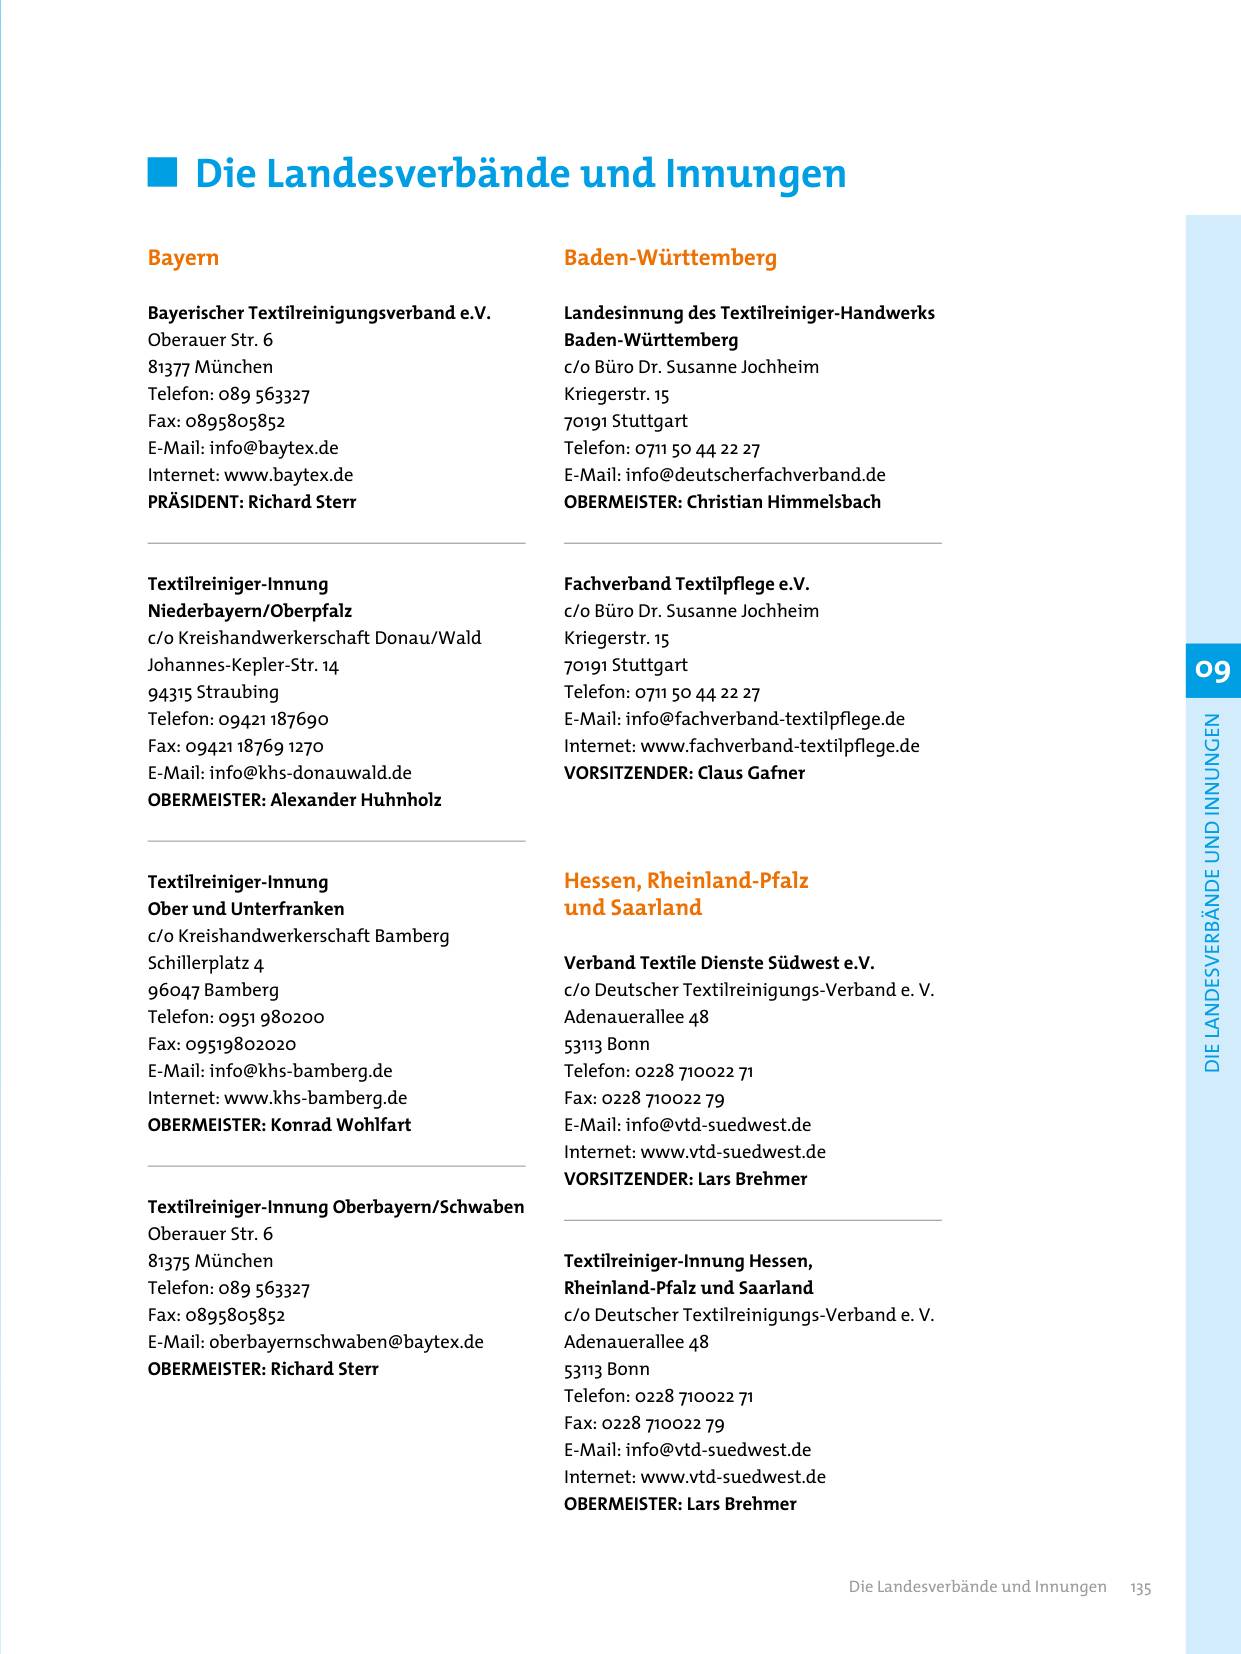 Die Landesverbände und Innungen
Bayern
Bayerischer Textilreinigungsverband e.V.
Oberauer Str. 6
81377 München
Telefon: 089 563327
Fax: 0895805852
E-Mail: info@baytex.de
Internet: www.baytex.de
PRÄSIDENT: Richard Sterr
Textilreiniger-Innung
Niederbayern/Oberpfalz
c/o Kreishandwerkerschaft Donau/Wald
Johannes-Kepler-Str. 14
94315 Straubing
Telefon: 09421 187690
Fax: 09421 18769 1270
E-Mail: info@khs-donauwald.de
OBERMEISTER: Alexander Huhnholz
Textilreiniger-Innung
Ober und Unterfranken
c/o Kreishandwerkerschaft Bamberg
Schillerplatz 4
96047 Bamberg
Telefon: 0951 980200
Fax: 09519802020
E-Mail: info@khs-bamberg.de
Internet: www.khs-bamberg.de
OBERMEISTER: Konrad Wohlfart
Textilreiniger-Innung Oberbayern/Schwaben
Oberauer Str. 6
81375 München
Telefon: 089 563327
Fax: 0895805852
E-Mail: oberbayernschwaben@baytex.de
OBERMEISTER: Richard Sterr
Baden-Württemberg
Landesinnung des Textilreiniger-Handwerks
Baden-Württemberg
c/o Büro Dr. Susanne Jochheim
Kriegerstr. 15
70191 Stuttgart
Telefon: 0711 50 44 22 27
E-Mail: info@deutscherfachverband.de
OBERMEISTER: Christian Himmelsbach
Fachverband Textilpflege e.V.
c/o Büro Dr. Susanne Jochheim
Kriegerstr. 15
70191 Stuttgart
Telefon: 0711 50 44 22 27
E-Mail: info@fachverband-textilpflege.de
Internet: www.fachverband-textilpflege.de
VORSITZENDER: Claus Gafner
Hessen, Rheinland-Pfalz
und Saarland
Verband Textile Dienste Südwest e.V.
c/o Deutscher Textilreinigungs-Verband e. V.
Adenauerallee 48
53113 Bonn
Telefon: 0228 710022 71
Fax: 0228 710022 79
E-Mail: info@vtd-suedwest.de
Internet: www.vtd-suedwest.de
VORSITZENDER: Lars Brehmer
Textilreiniger-Innung Hessen,
Rheinland-Pfalz und Saarland
c/o Deutscher Textilreinigungs-Verband e. V.
Adenauerallee 48
53113 Bonn
Telefon: 0228 710022 71
Fax: 0228 710022 79
E-Mail: info@vtd-suedwest.de
Internet: www.vtd-suedwest.de
OBERMEISTER: Lars Brehmer
09
DIE LANDESVERBÄNDE UND INNUNGEN
Die Landesverbände und Innungen 135